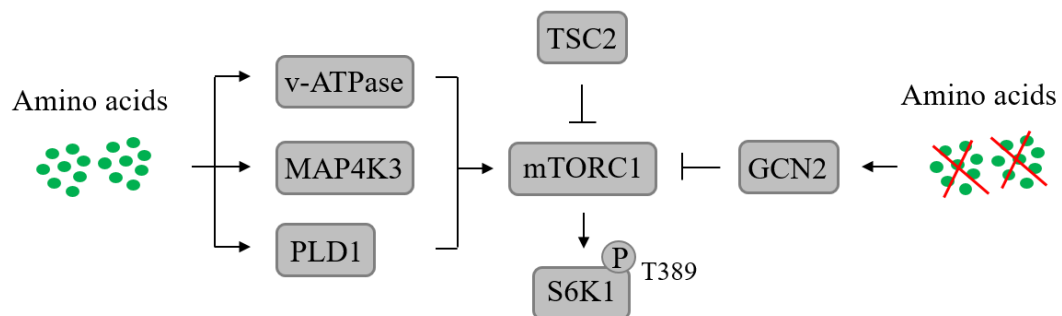 TSC2
v-ATPase
Amino acids
Amino acids
MAP4K3
mTORC1
GCN2
PLD1
P
T389
S6K1